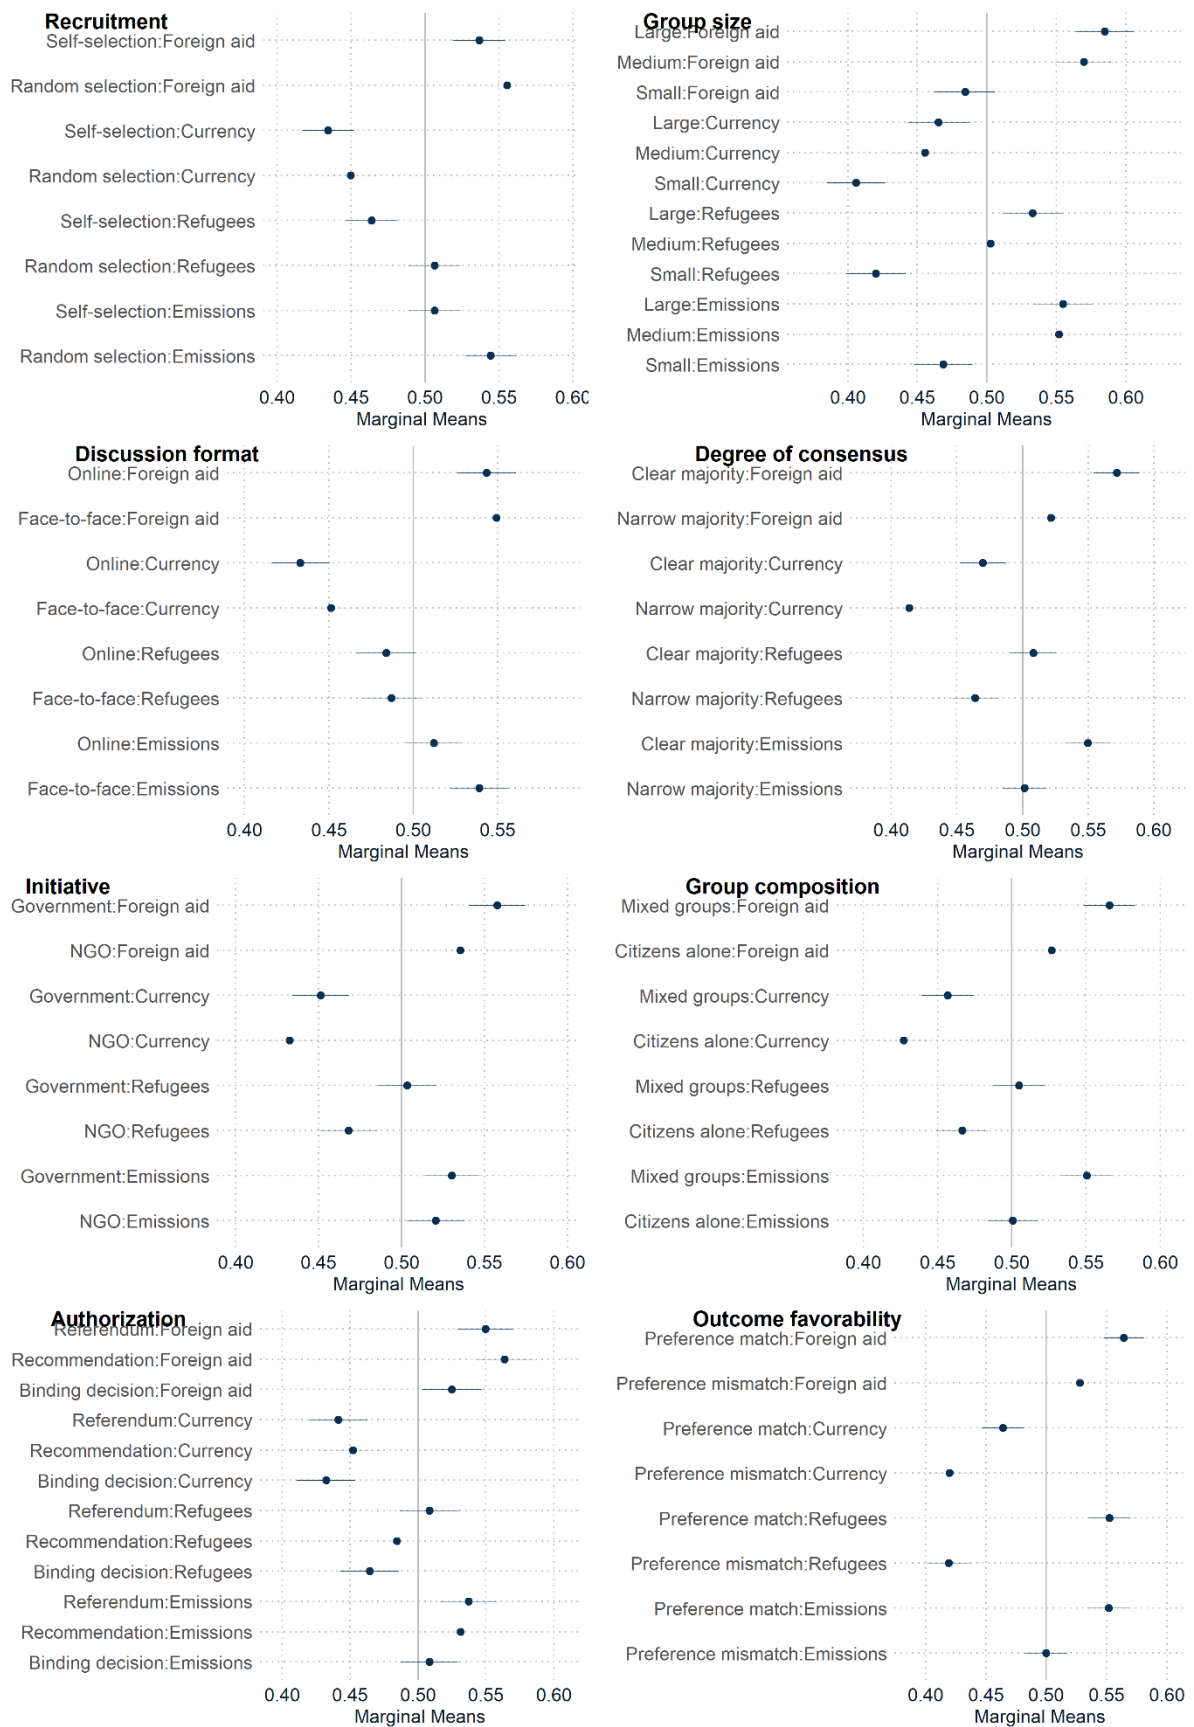 Recruitment
Self-selection:Foreign aid
Random selection:Foreign aid
Self-selection:Currency
Random selection:Currency
Self-selection:Refugees
Random selection:Refugees
Self-selection:Emissions
Random selection:Emissions
0.40 0.45 0.50 0.55 0.60
Marginal Means
Group size
Large:Foreign aid
Medium:Foreign aid
Small:Foreign aid
Large:Currency
Medium:Currency
Small:Currency
Large:Refugees
Medium:Refugees
Small:Refugees
Large:Emissions
Medium:Emissions
Small:Emissions
0.40 0.45 0.50 0.55 0.60
Marginal Means
Discussion format
Online:Foreign aid
Face-to-face:Foreign aid
Online:Currency
Face-to-face:Currency
Online:Refugees
Face-to-face:Refugees
Online:Emissions
Face-to-face:Emissions
0.40 0.45 0.50 0.55
Marginal Means
Degree of consensus
Clear majority:Foreign aid
Narrow majority:Foreign aid
Clear majority:Currency
Narrow majority:Currency
Clear majority:Refugees
Narrow majority:Refugees
Clear majority:Emissions
Narrow majority:Emissions
0.40 0.45 0.50 0.55 0.60
Marginal Means
Initiative
Government:Foreign aid
NGO:Foreign aid
Government:Currency
NGO:Currency
Government:Refugees
NGO:Refugees
Government:Emissions
NGO:Emissions
0.40 0.45 0.50 0.55 0.60
Marginal Means
Group composition
Mixed groups:Foreign aid
Citizens alone:Foreign aid
Mixed groups:Currency
Citizens alone:Currency
Mixed groups:Refugees
Citizens alone:Refugees
Mixed groups:Emissions
Citizens alone:Emissions
0.40 0.45 0.50 0.55 0.60
Marginal Means
Authorization
Referendum:Foreign aid
Recommendation:Foreign aid
Binding decision:Foreign aid
Referendum:Currency
Recommendation:Currency
Binding decision:Currency
Referendum:Refugees
Recommendation:Refugees
Binding decision:Refugees
Referendum:Emissions
Recommendation:Emissions
Binding decision:Emissions
0.40 0.45 0.50 0.55 0.60
Marginal Means
Outcome favorability
Preference match:Foreign aid
Preference mismatch:Foreign aid
Preference match:Currency
Preference mismatch:Currency
Preference match:Refugees
Preference mismatch:Refugees
Preference match:Emissions
Preference mismatch:Emissions
0.40 0.45 0.50 0.55 0.60
Marginal Means